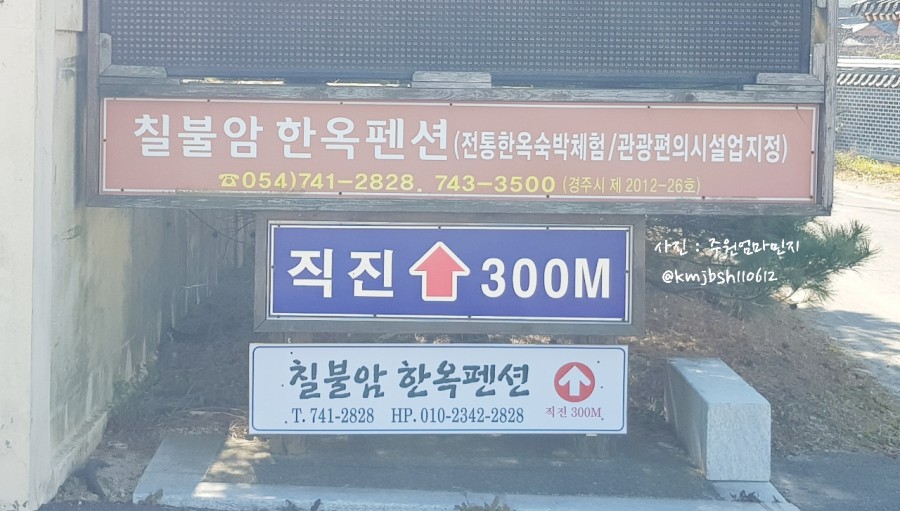 칠불암 한옥펜션(전통한옥숙박체험/관광편의시설업지정)
☎054)741-2828. 743-3500 (경주시 제 2012-26호)
직진 300M
사진 : 주원엄마민지
@kmjbsh110612
칠불암 한옥펜션
T. 741-2828 HP. 010-2342-2828
직진 300M